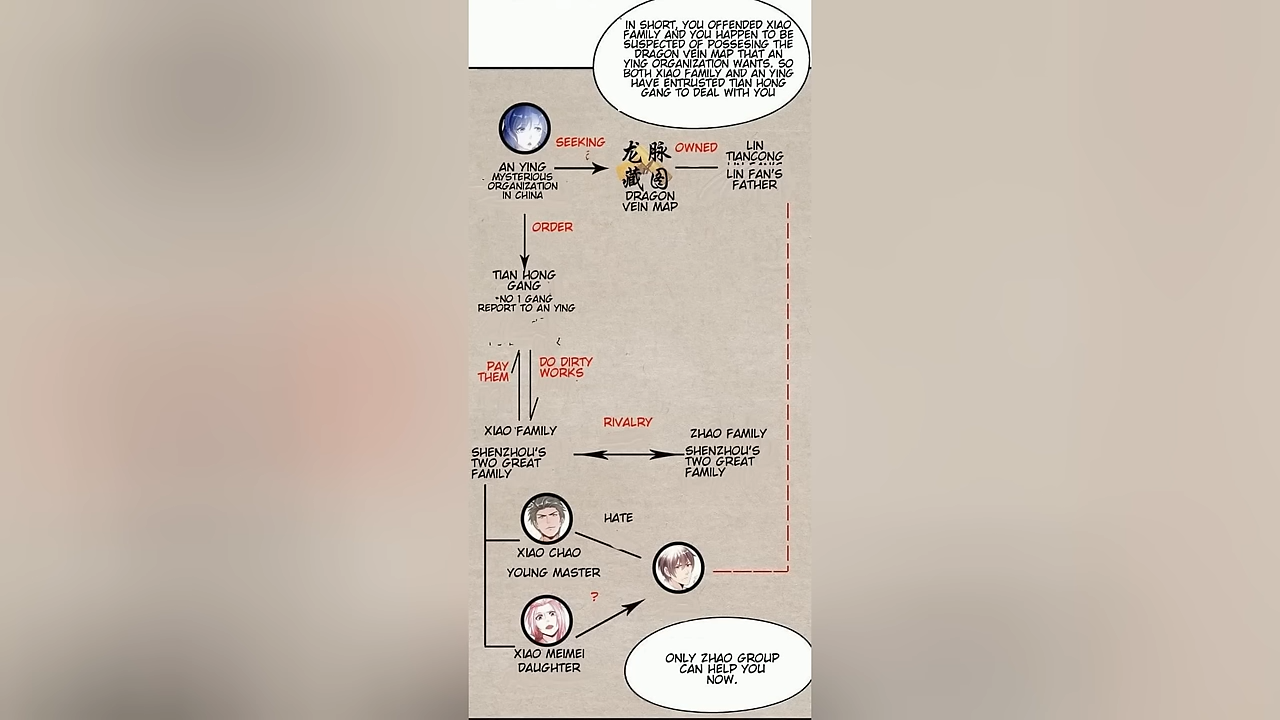 IN SHORT, YOU OFFENDED XIAO
FAMILY AND YOU HAPPEN TO BE
SUSPECTED OF POSSESING THE
DRAGON VEIN MAP THAT AN
YING ORGANIZATION WANTS. SO
BOTH XIAO FAMILY AND AN YING
HAVE ENTRUSTED TIAN HONG
GANG TO DEAL WITH YOU
SEEKING
龙脉
藏图
OWNED
LIN
TIANCONG
LIN FAN'S
FATHER
AN YING
MYSTERIOUS
ORGANIZATION
IN CHINA
DRAGON
VEIN MAP
ORDER
TIAN HONG
GANG
NO 1 GANG
REPORT TO AN YING
PAY
THEM
DO DIRTY
WORKS
RIVALRY
XIAO FAMILY
SHENZHOU'S
TWO GREAT
FAMILY
ZHAO FAMILY
SHENZHOU'S
TWO GREAT
FAMILY
HATE
XIAO CHAO
YOUNG MASTER
?
XIAO MEIMEI
DAUGHTER
ONLY ZHAO GROUP
CAN HELP YOU
NOW.